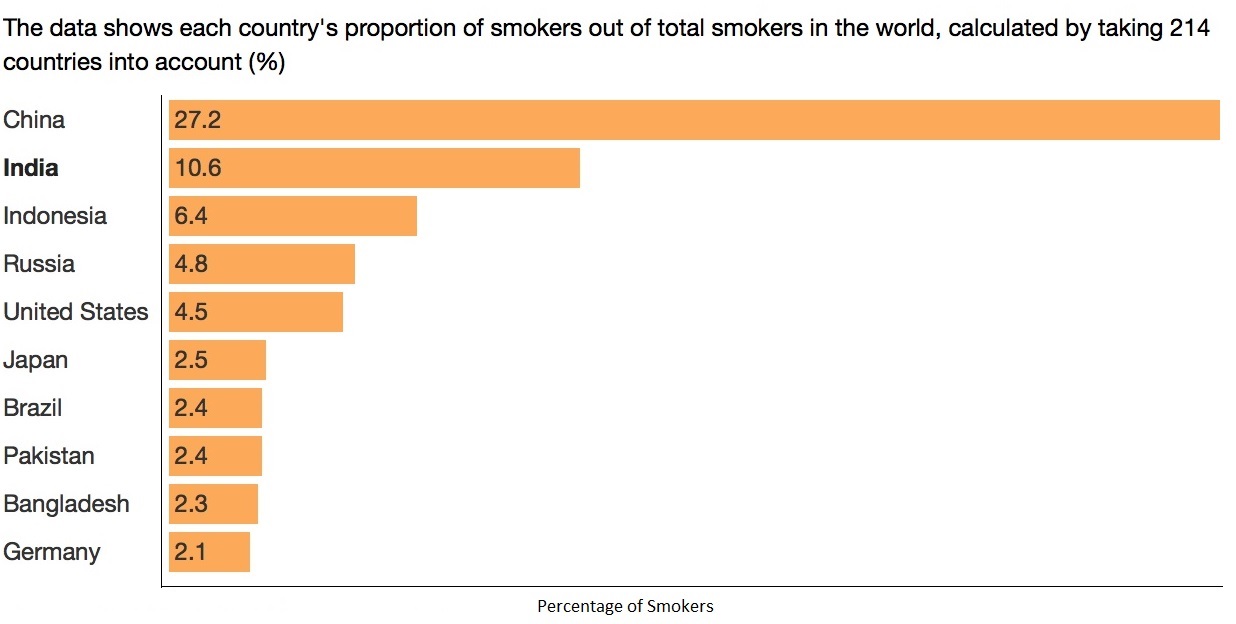 The data shows each country's proportion of smokers out of total smokers in the world, calculated by taking 214
countries into account (%)
China 27.2
India 10.6
Indonesia 6.4
Russia 4.8
United States 4.5
Japan 2.5
Brazil 2.4
Pakistan 2.4
Bangladesh 2.3
Germany 2.1
Percentage of Smokers